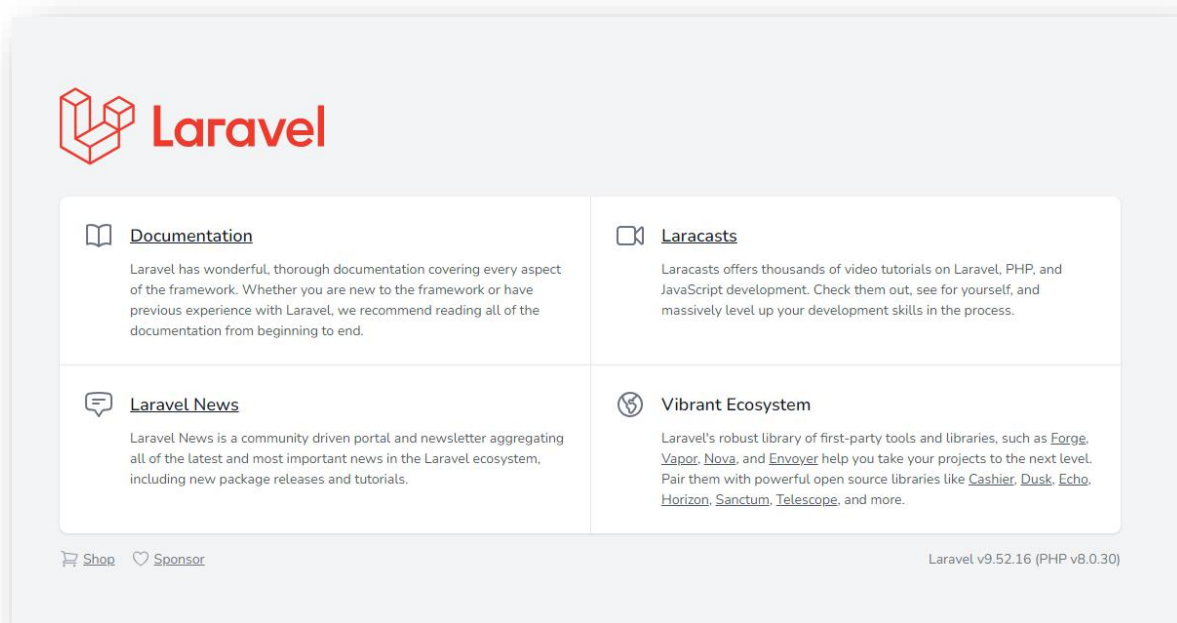 Laravel
Documentation
Laravel has wonderful, thorough documentation covering every aspect
of the framework. Whether you are new to the framework or have
previous experience with Laravel, we recommend reading all of the
documentation from beginning to end.
Laracasts
Laracasts offers thousands of video tutorials on Laravel, PHP, and
JavaScript development. Check them out, see for yourself, and
massively level up your development skills in the process.
Laravel News
Laravel News is a community driven portal and newsletter aggregating
all of the latest and most important news in the Laravel ecosystem,
including new package releases and tutorials.
Vibrant Ecosystem
Laravel's robust library of first-party tools and libraries, such as Forge,
Vapor, Nova, and Envoyer help you take your projects to the next level.
Pair them with powerful open source libraries like Cashier, Dusk, Echo,
Horizon, Sanctum, Telescope, and more.
Shop
Sponsor
Laravel v9.52.16 (PHP v8.0.30)